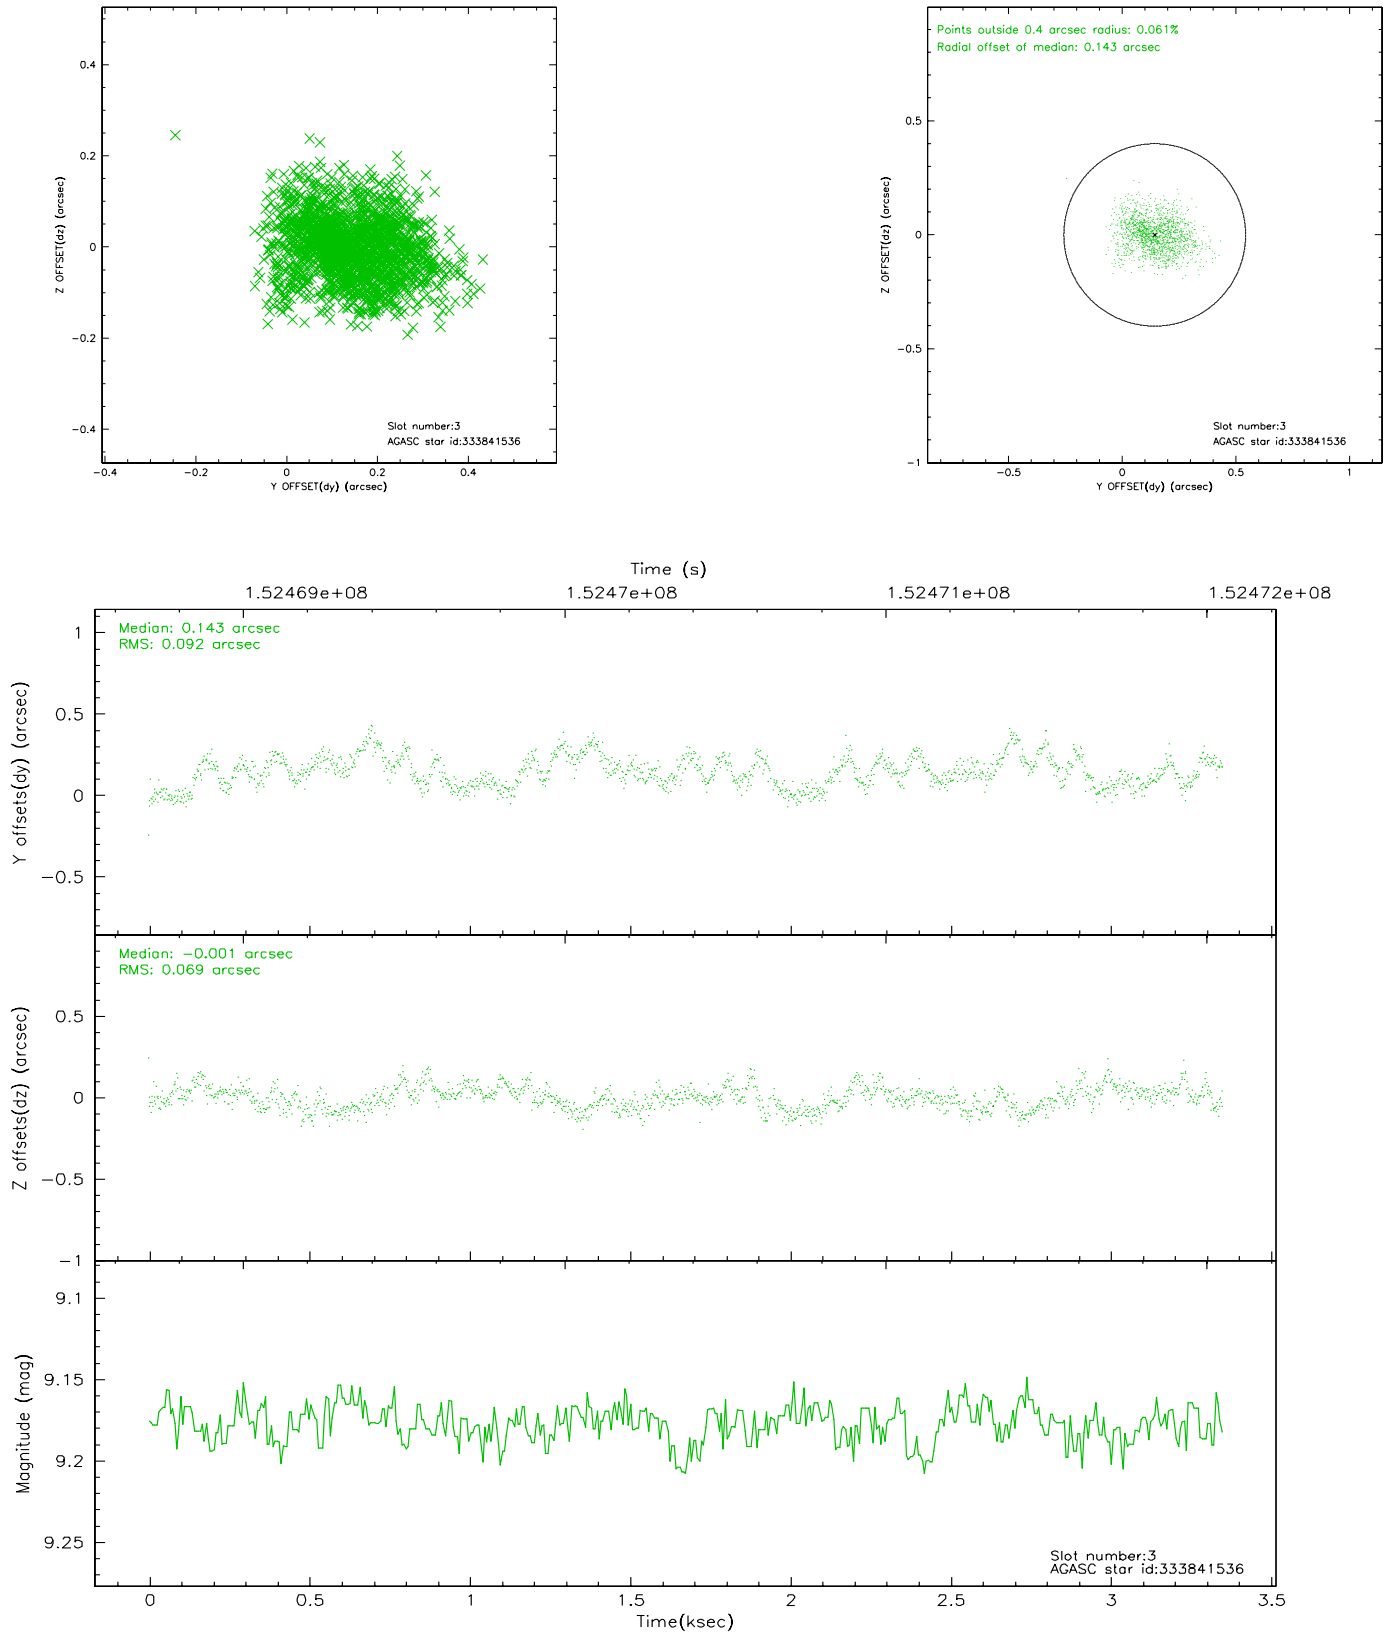 0.4
0.2
0
−0.2
−0.4
−0.4
−0.2
0
0.2
0.4
Z OFFSET(dz) (arcsec)
Y OFFSET(dy) (arcsec)
Slot number:3
AGASC star id:333841536
Points outside 0.4 arcsec radius: 0.061%
Radial offset of median: 0.143 arcsec
0.5
0
−0.5
−1
−0.5
0
0.5
1
Z OFFSET(dz) (arcsec)
Y OFFSET(dy) (arcsec)
Slot number:3
AGASC star id:333841536
Time (s)
1.52469e+08
1.5247e+08
1.52471e+08
1.52472e+08
Median: 0.143 arcsec
RMS: 0.092 arcsec
1
0.5
0
−0.5
Y offsets(dy) (arcsec)
Median: −0.001 arcsec
RMS: 0.069 arcsec
0.5
0
−0.5
−1
Z offsets(dz) (arcsec)
9.1
9.15
9.2
9.25
Magnitude (mag)
Slot number:3
AGASC star id:333841536
0
0.5
1
1.5
2
2.5
3
3.5
Time(ksec)